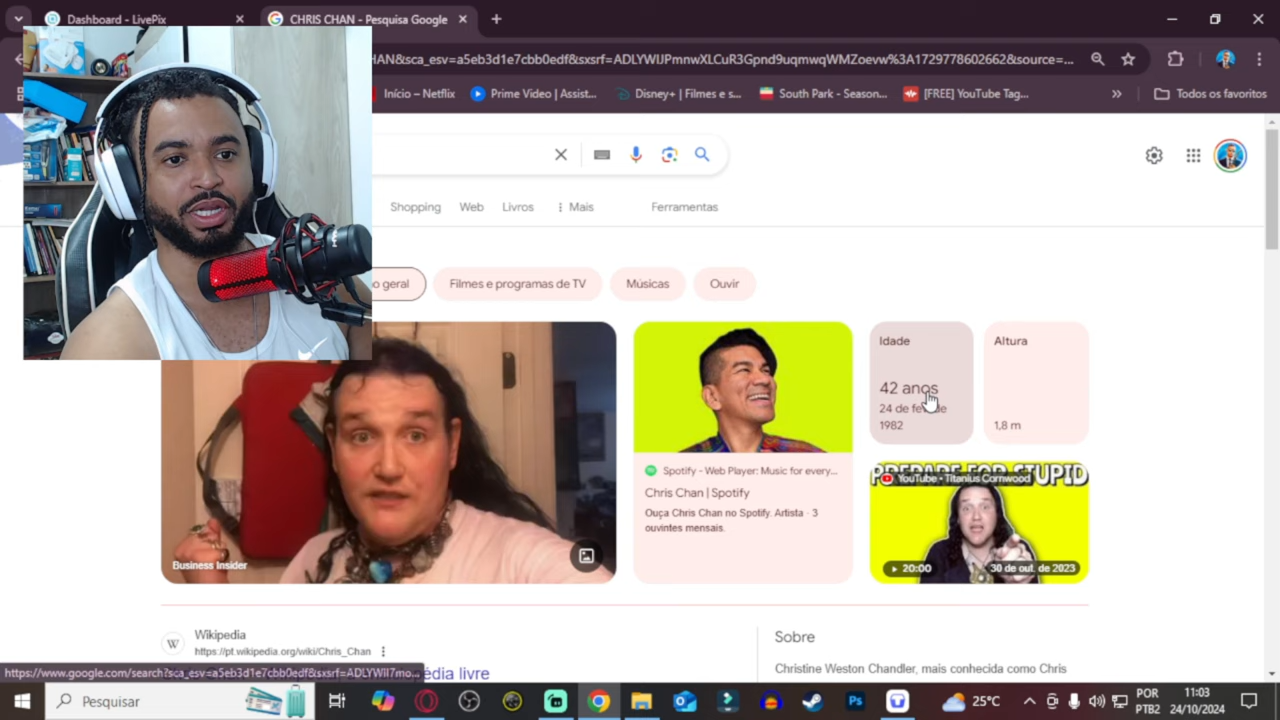 Dashboard - LivePix
CHRIS CHAN - Pesquisa Google
HAN&sca_esv=a5eb3d1e7cbb0edf&sxsrf=ADLYWIJPmnwXLCuR3Gpnd9uqmwqWMZoevw%3A1729778602662&source=...
Início – Netflix
Prime Video | Assist...
Disney+ | Filmes e s...
South Park - Season...
[FREE] YouTube Tag...
»
Todos os favoritos
Shopping
Web
Livros
Mais
Ferramentas
o geral
Filmes e programas de TV
Músicas
Ouvir
Business Insider
Spotify - Web Player: Music for every...
Chris Chan | Spotify
Ouça Chris Chan no Spotify. Artista · 3
ouvintes mensais.
Idade
42 anos
24 de fev. de
1982
Altura
1,8 m
PREPARE FOR STUPID
YouTube · Titanius Cornwood
20:00
30 de out. de 2023
W
Wikipedia
https://pt.wikipedia.org/wiki/Chris_Chan
édia livre
Sobre
Christine Weston Chandler, mais conhecida como Chris
https://www.google.com/search?sca_esv=a5eb3d1e7cbb0edf&sxsrf=ADLYWII7mo...
Pesquisar
Ps
25°C
POR
PTB2
11:03
24/10/2024